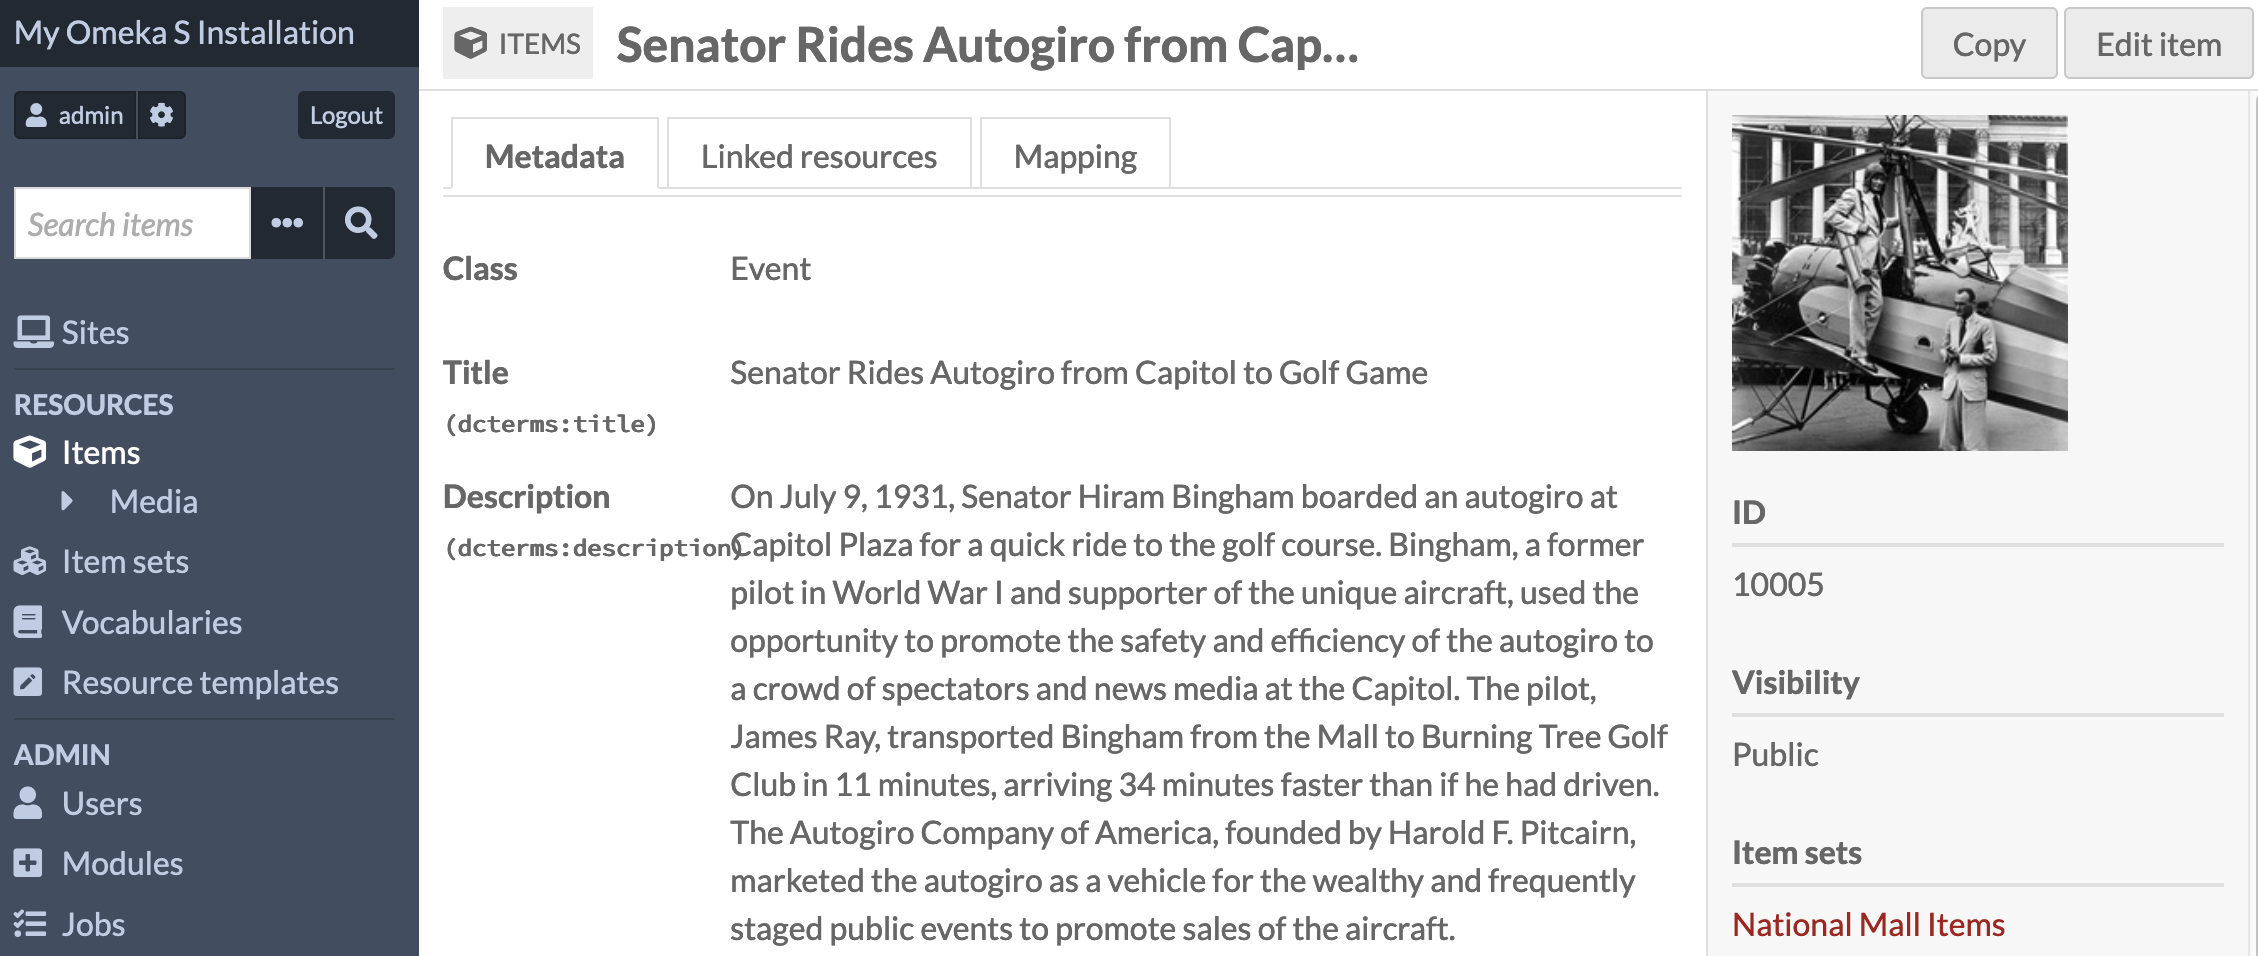 My Omeka S Installation
admin
Logout
Search items
Sites
RESOURCES
Items
Media
Item sets
Vocabularies
Resource templates
ADMIN
Users
Modules
Jobs
ITEMS
Senator Rides Autogiro from Cap...
Copy
Edit item
Metadata
Linked resources
Mapping
Class
Event
Title
(dcterms:title)
Senator Rides Autogiro from Capitol to Golf Game
Description
(dcterms:description)
On July 9, 1931, Senator Hiram Bingham boarded an autogiro at
Capitol Plaza for a quick ride to the golf course. Bingham, a former
pilot in World War I and supporter of the unique aircraft, used the
opportunity to promote the safety and efficiency of the autogiro to
a crowd of spectators and news media at the Capitol. The pilot,
James Ray, transported Bingham from the Mall to Burning Tree Golf
Club in 11 minutes, arriving 34 minutes faster than if he had driven.
The Autogiro Company of America, founded by Harold F. Pitcairn,
marketed the autogiro as a vehicle for the wealthy and frequently
staged public events to promote sales of the aircraft.
ID
10005
Visibility
Public
Item sets
National Mall Items